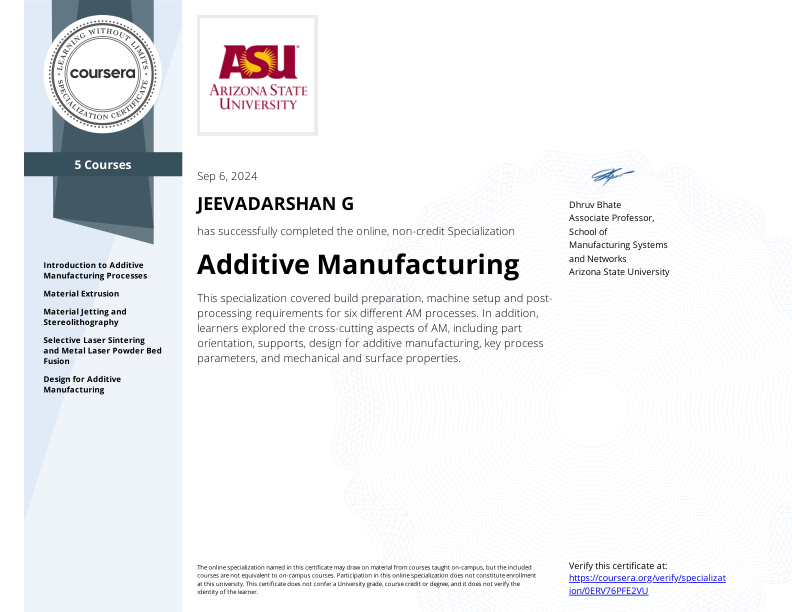 LEARNING WITHOUT LIMITS
coursera
SPECIALIZATION CERTIFICATE
5 Courses
Introduction to Additive
Manufacturing Processes
Material Extrusion
Material Jetting and
Stereolithography
Selective Laser Sintering
and Metal Laser Powder Bed
Fusion
Design for Additive
Manufacturing
ASU
ARIZONA STATE
UNIVERSITY
Sep 6, 2024
JEEVADARSHAN G
has successfully completed the online, non-credit Specialization
Additive Manufacturing
This specialization covered build preparation, machine setup and post-
processing requirements for six different AM processes. In addition,
learners explored the cross-cutting aspects of AM, including part
orientation, supports, design for additive manufacturing, key process
parameters, and mechanical and surface properties.
Dhruv Bhate
Associate Professor,
School of
Manufacturing Systems
and Networks
Arizona State University
The online specialization named in this certificate may draw on material from courses taught on-campus, but the included
courses are not equivalent to on-campus courses. Participation in this online specialization does not constitute enrollment
at this university. This certificate does not confer a University grade, course credit or degree, and it does not verify the
identity of the learner.
Verify this certificate at:
https://coursera.org/verify/specializat
ion/0ERV76PFE2VU